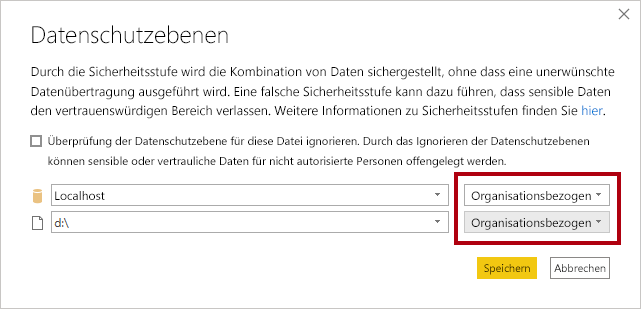 Datenschutzebenen
Durch die Sicherheitsstufe wird die Kombination von Daten sichergestellt, ohne dass eine unerwünschte
Datenübertragung ausgeführt wird. Eine falsche Sicherheitsstufe kann dazu führen, dass sensible Daten
den vertrauenswürdigen Bereich verlassen. Weitere Informationen zu Sicherheitsstufen finden Sie hier.
Überprüfung der Datenschutzebene für diese Datei ignorieren. Durch das Ignorieren der Datenschutzebenen
können sensible oder vertrauliche Daten für nicht autorisierte Personen offengelegt werden.
Localhost Organisationsbezogen
d:\ Organisationsbezogen
Speichern Abbrechen